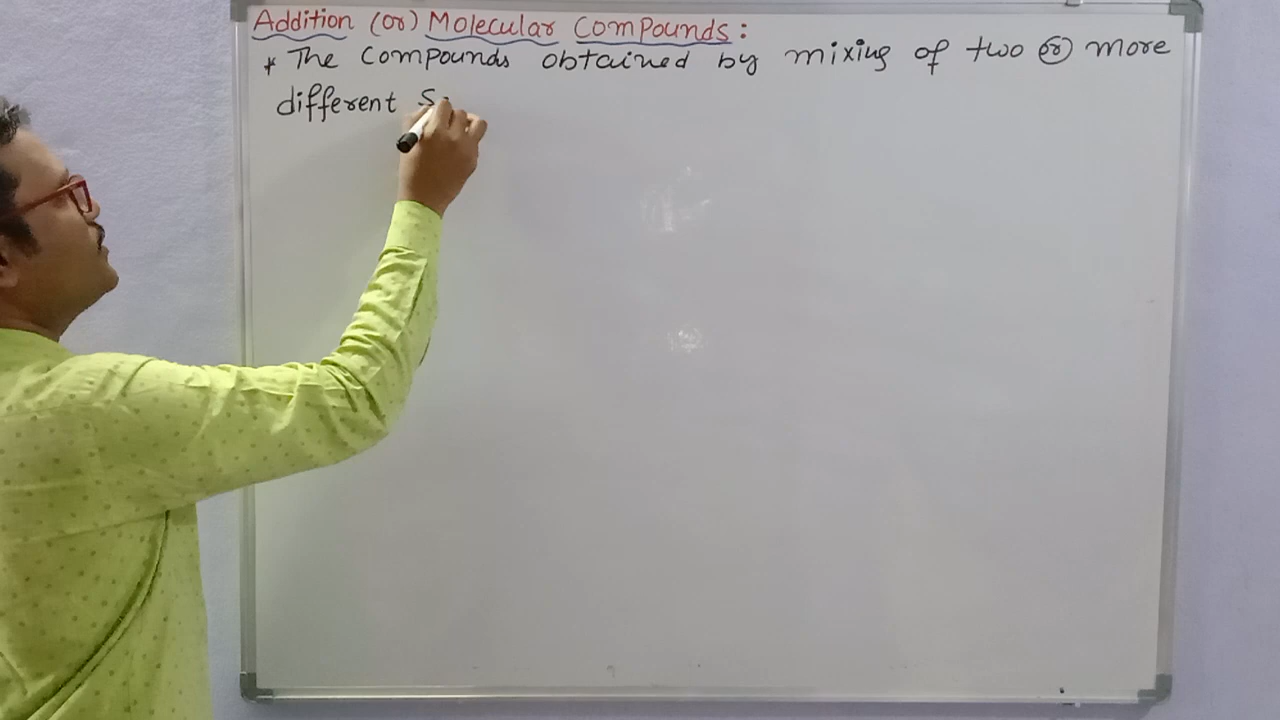 Addition (or) Molecular Compounds:
* The Compounds obtained by mixing of two or more
different